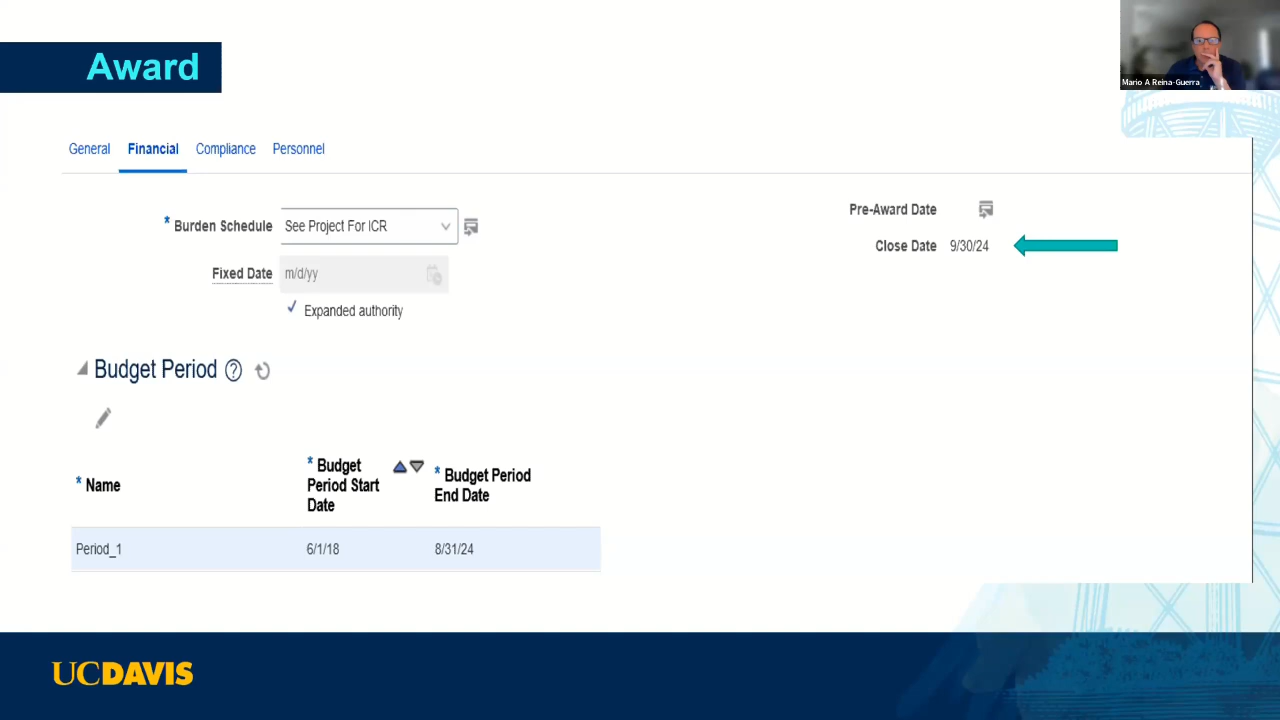 Award
Mario A Reina-Guerra
General Financial Compliance Personnel
* Burden Schedule See Project For ICR
Pre-Award Date
Close Date 9/30/24
Fixed Date m/d/yy
Expanded authority
Budget Period ?
* Name
* Budget
Period Start
Date
* Budget Period
End Date
Period_1 6/1/18 8/31/24
UCDAVIS